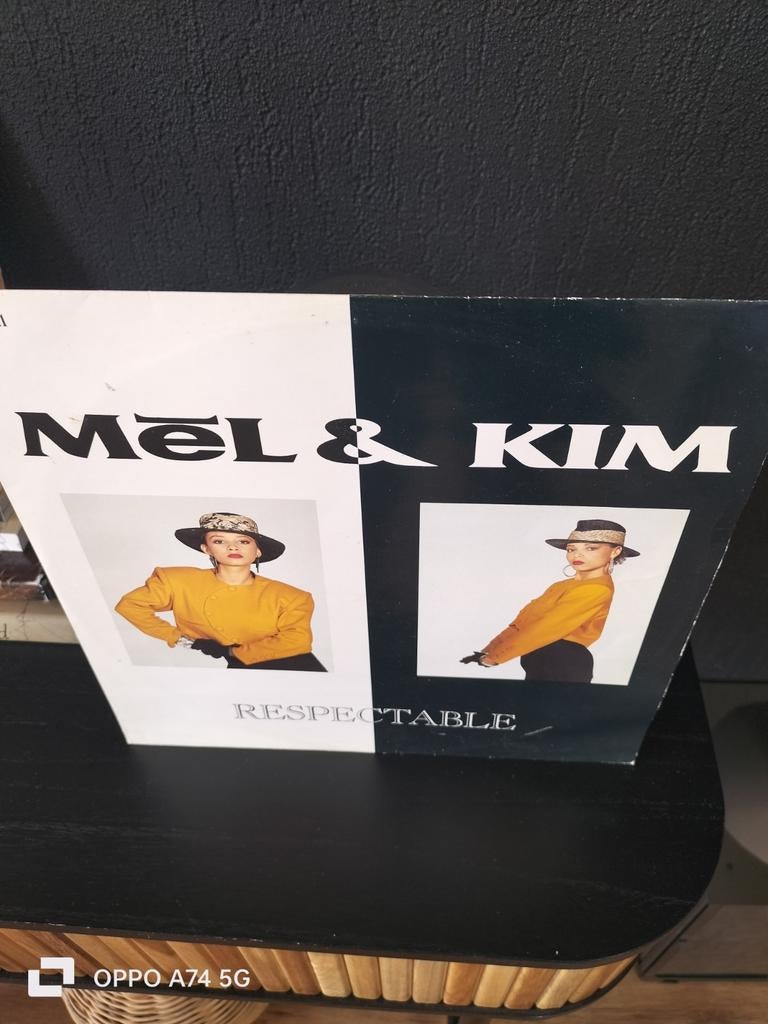 MēL & KIM
RESPECTABLE
OPPO A74 5G